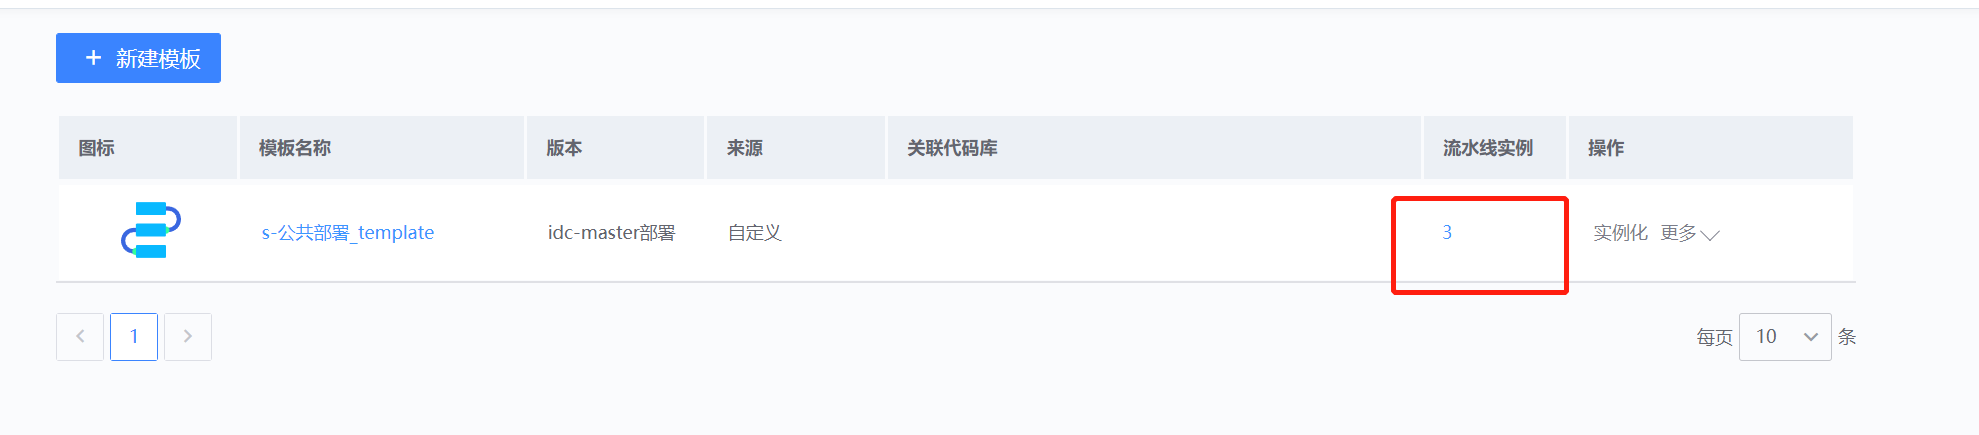 + 新建模板
图标 模板名称 版本 来源 关联代码库 流水线实例 操作
s-公共部署_template idc-master部署 自定义 3 实例化 更多
1 每页 10 条